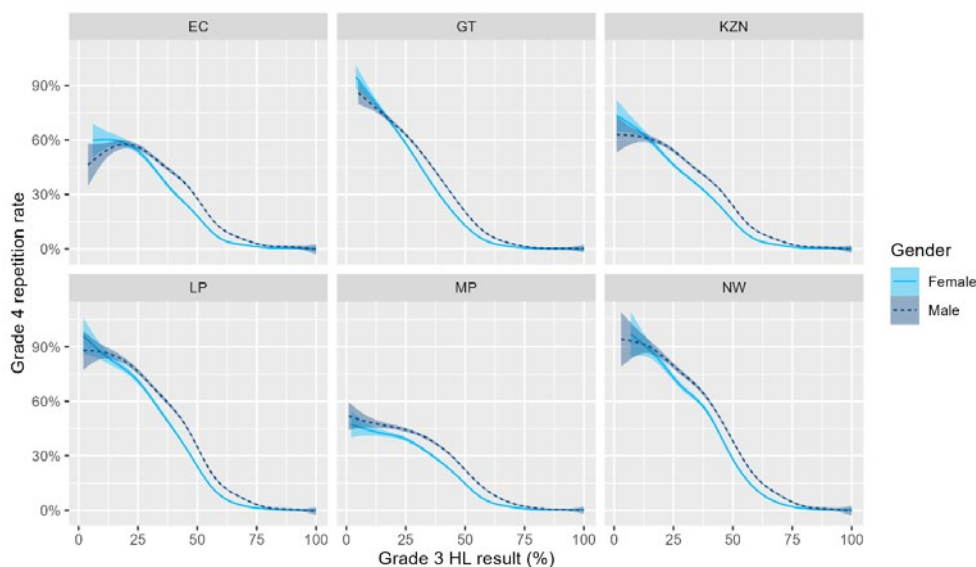 EC
GT
KZN
90%
60%
30%
0%
Grade 4 repetition rate
Gender
Female
Male
LP
MP
NW
90%
60%
30%
0%
0 25 50 75 100
0 25 50 75 100
0 25 50 75 100
Grade 3 HL result (%)